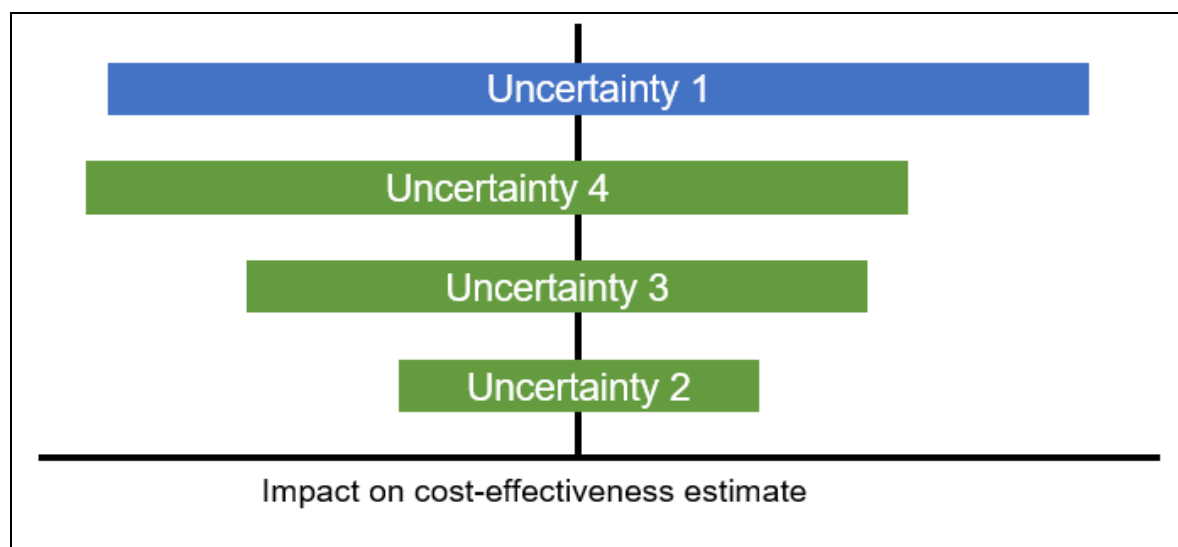 Uncertainty 1
Uncertainty 4
Uncertainty 3
Uncertainty 2
Impact on cost-effectiveness estimate